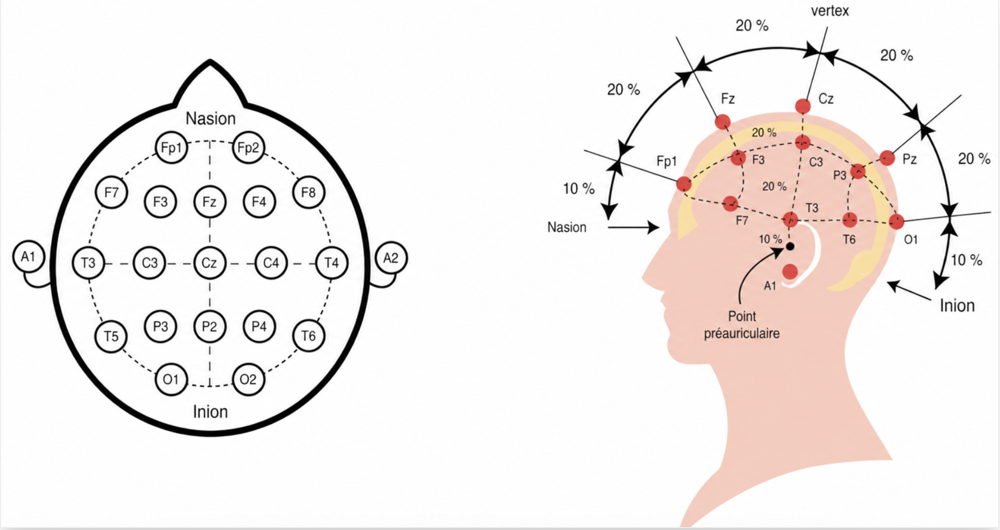 Nasion
Fp1
Fp2
F7
F3
Fz
F4
F8
A1
T3
C3
Cz
C4
T4
A2
T5
P3
P2
P4
T6
O1
O2
Inion
vertex
20 %
20 %
20 %
20 %
10 %
10 %
Fz
Cz
20 %
Fp1
F3
C3
P3
Pz
20 %
T3
F7
Nasion
10 %
T6
O1
A1
Inion
Point
préauriculaire